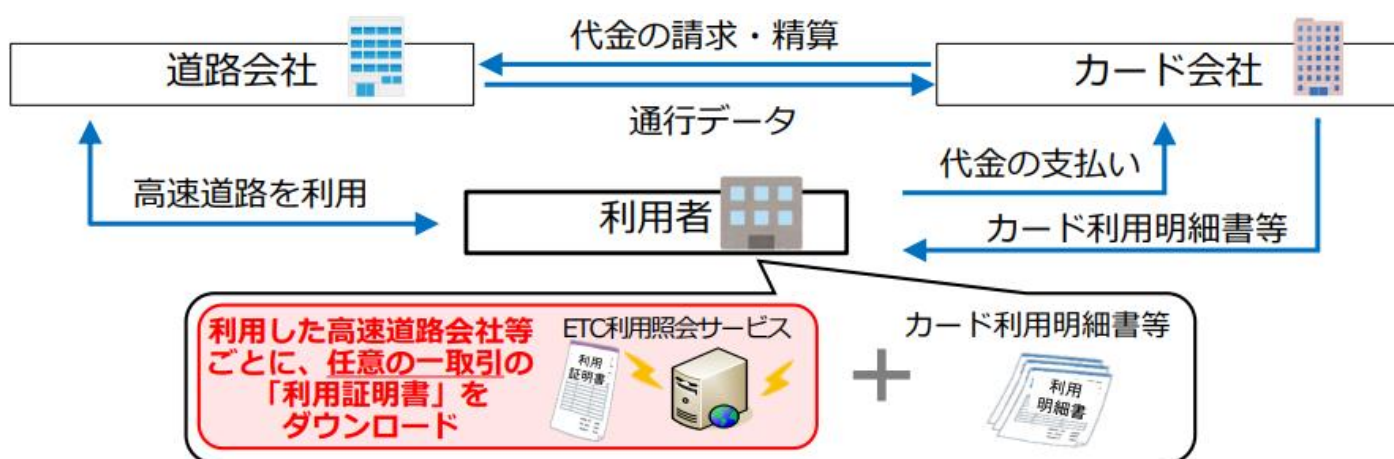 代金の請求・精算
道路会社
カード会社
通行データ
代金の支払い
高速道路を利用
利用者
カード利用明細書等
利用した高速道路会社等
ごとに、任意の一取引の
「利用証明書」を
ダウンロード
ETC利用照会サービス
利用
証明書
カード利用明細書等
利用
明細書